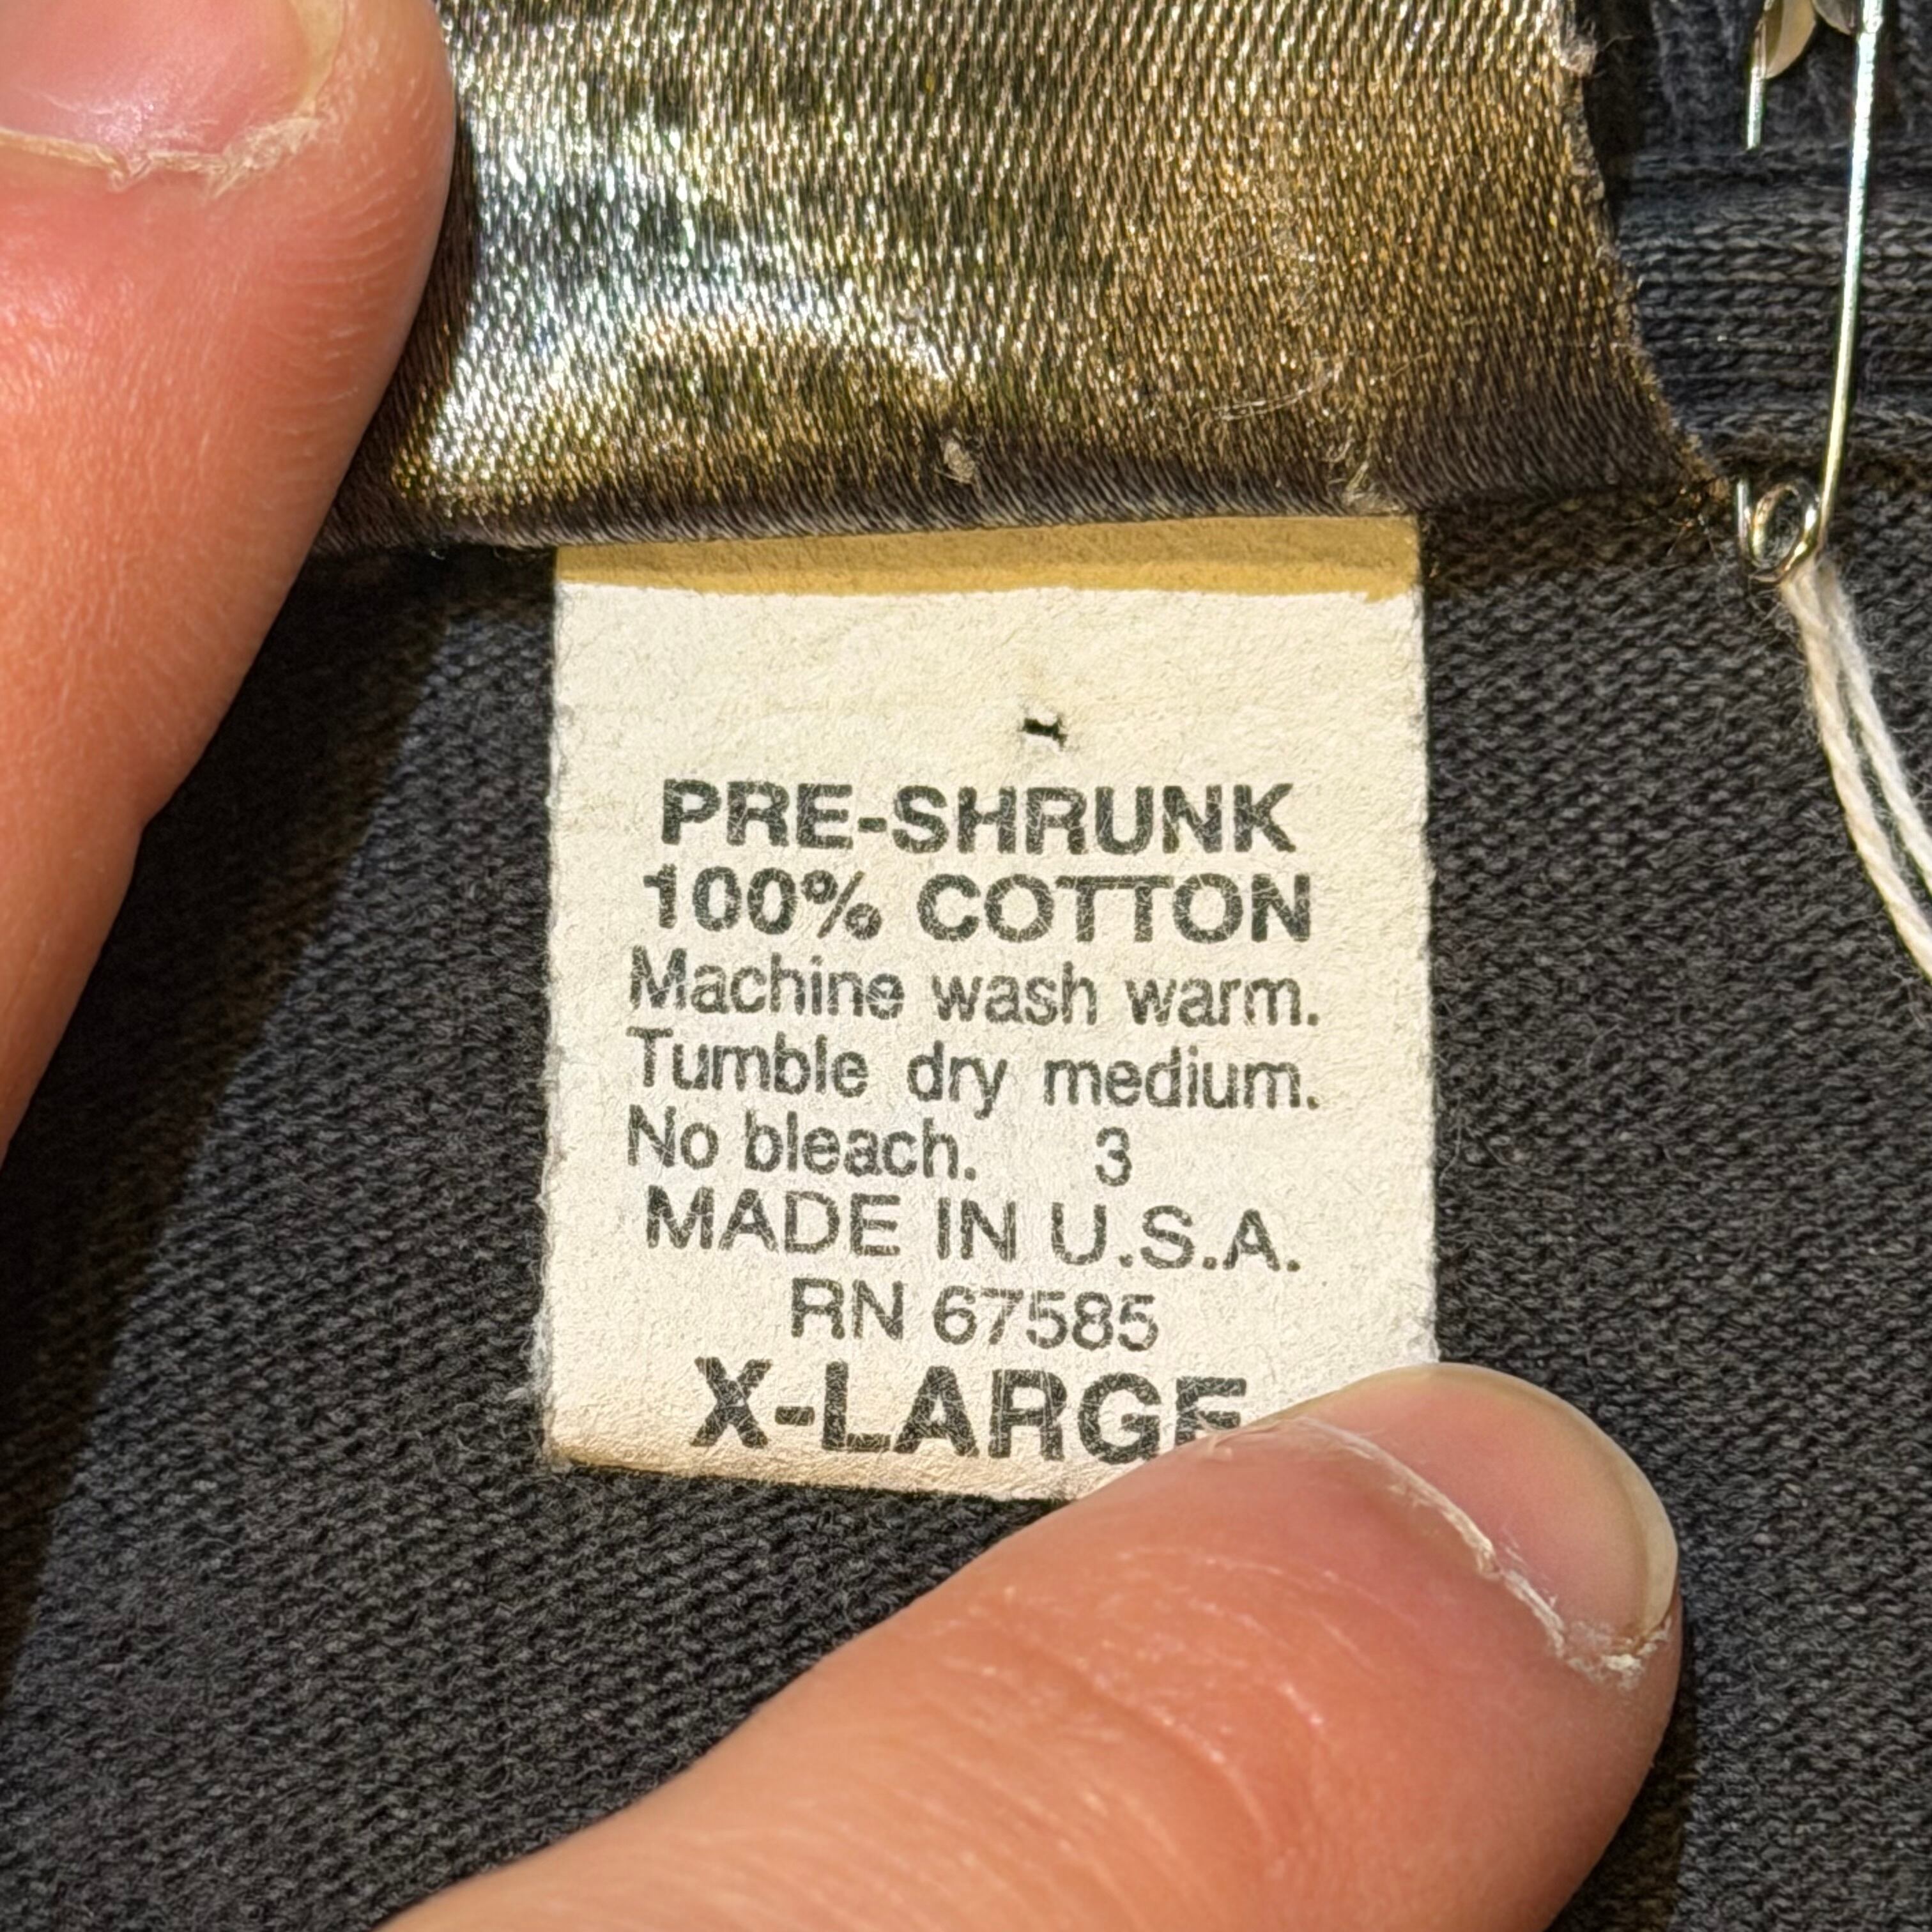 PRE-SHRUNK
100% COTTON
Machine wash warm.
Tumble dry medium.
No bleach. 3
MADE IN U.S.A.
RN 67585
X-LARGE